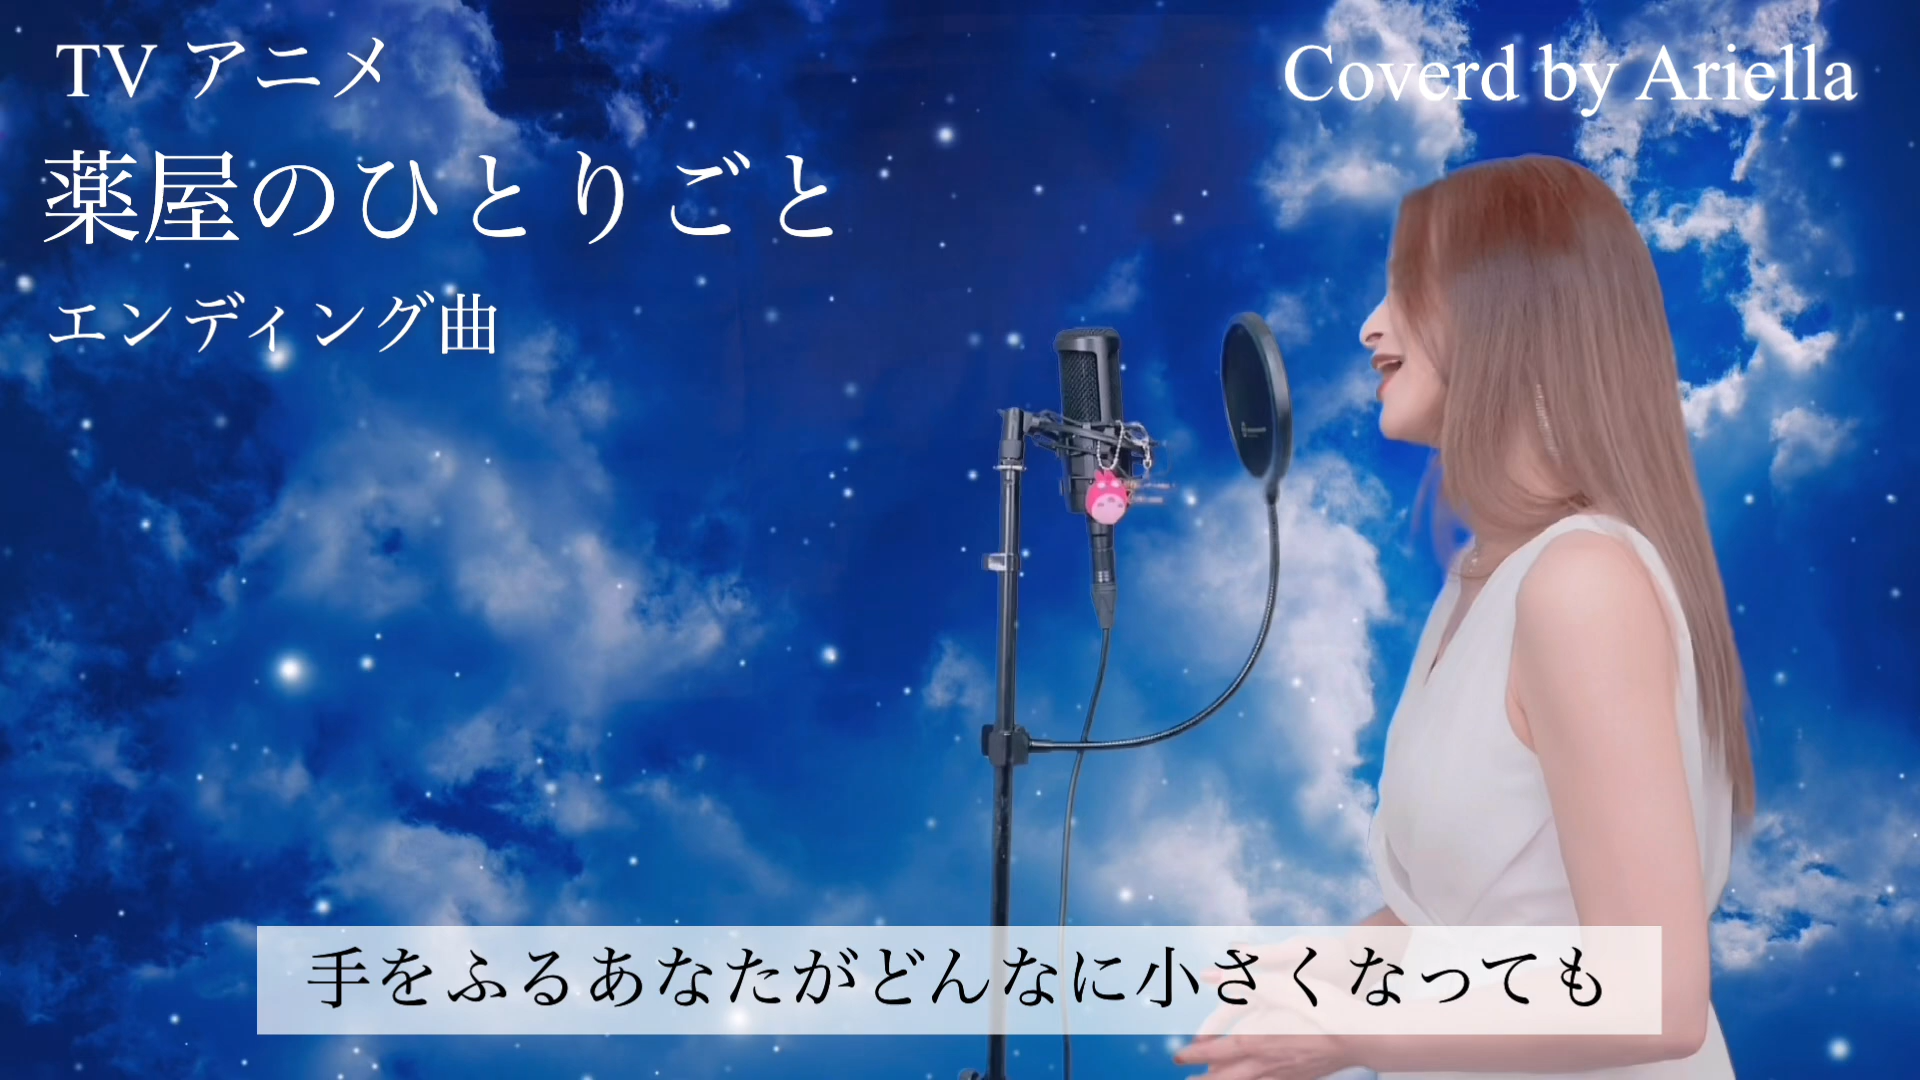 TV アニメ
Coverd by Ariella
薬屋のひとりごと
エンディング曲
手をふるあなたがどんなに小さくなっても